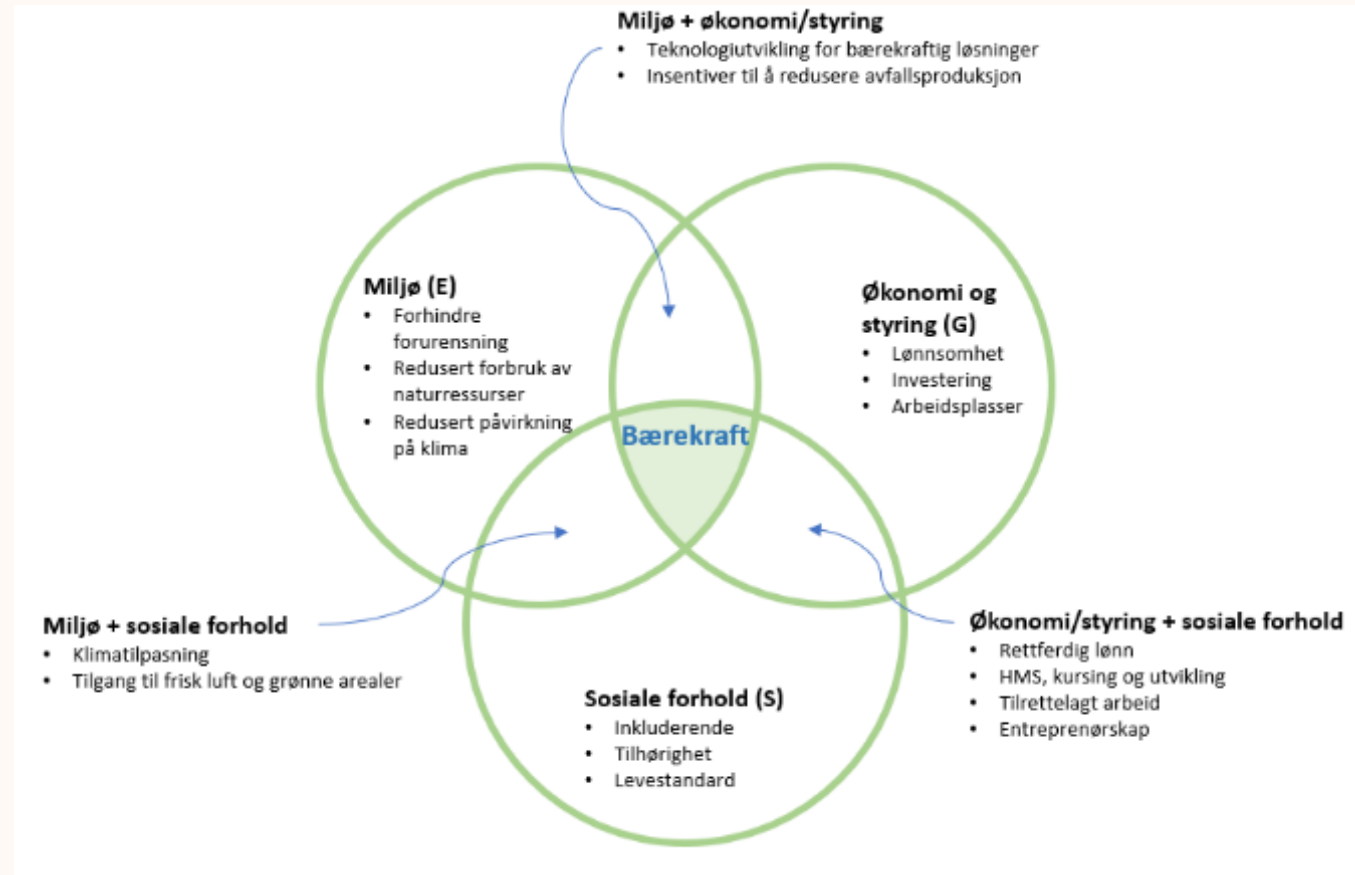 Miljø + økonomi/styring
• Teknologiutvikling for bærekraftig løsninger
• Insentiver til å redusere avfallsproduksjon
Miljø (E)
• Forhindre
forurensning
• Redusert forbruk av
naturressurser
• Redusert påvirkning
på klima
Økonomi og
styring (G)
• Lønnsomhet
• Investering
• Arbeidsplasser
Bærekraft
Miljø + sosiale forhold
• Klimatilpasning
• Tilgang til frisk luft og grønne arealer
Sosiale forhold (S)
• Inkluderende
• Tilhørighet
• Levestandard
Økonomi/styring + sosiale forhold
• Rettferdig lønn
• HMS, kursing og utvikling
• Tilrettelagt arbeid
• Entreprenørskap